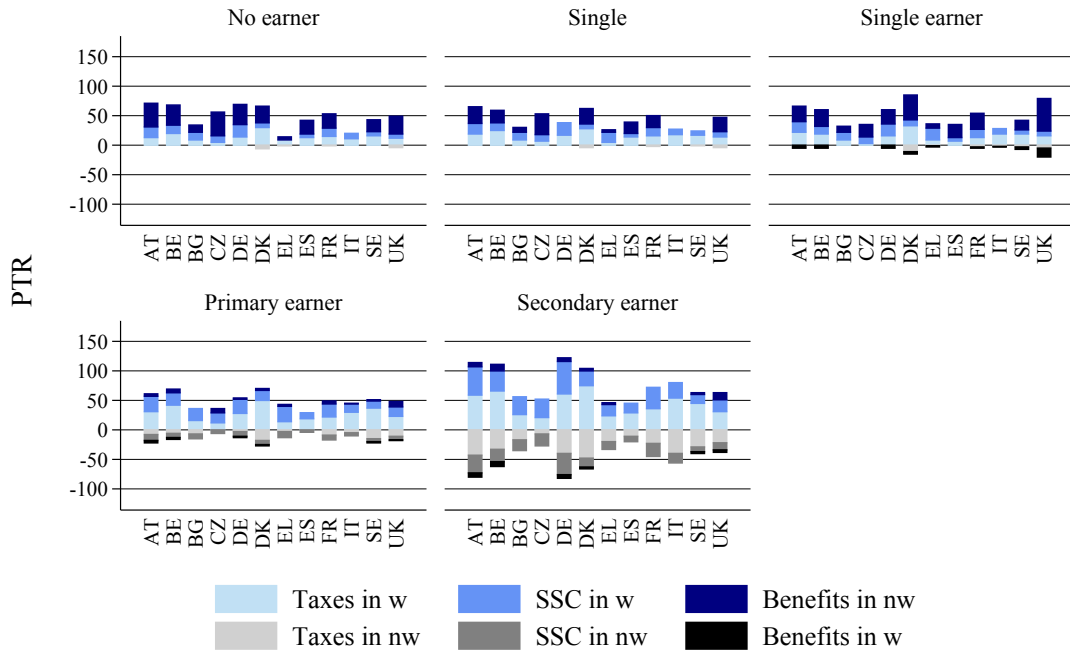 No earner Single Single earner
150
100
50
0
-50
-100
AT BE BG CZ DE DK EL ES FR IT SE UK AT BE BG CZ DE DK EL ES FR IT SE UK AT BE BG CZ DE DK EL ES FR IT SE UK
PTR
Primary earner Secondary earner
150
100
50
0
-50
-100
AT BE BG CZ DE DK EL ES FR IT SE UK AT BE BG CZ DE DK EL ES FR IT SE UK
Taxes in w SSC in w Benefits in nw
Taxes in nw SSC in nw Benefits in w